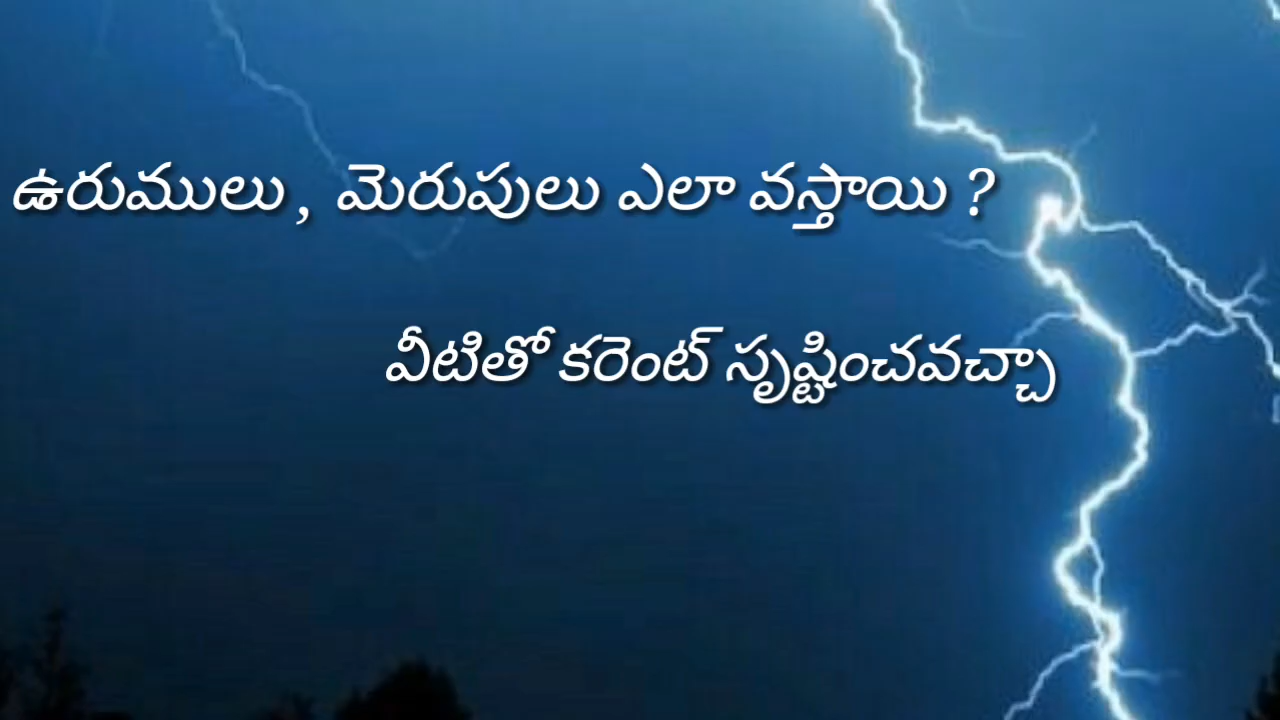 ఉరుములు , మెరుపులు ఎలా వస్తాయి ?
వీటితో కరెంట్ సృష్టించవచ్చా